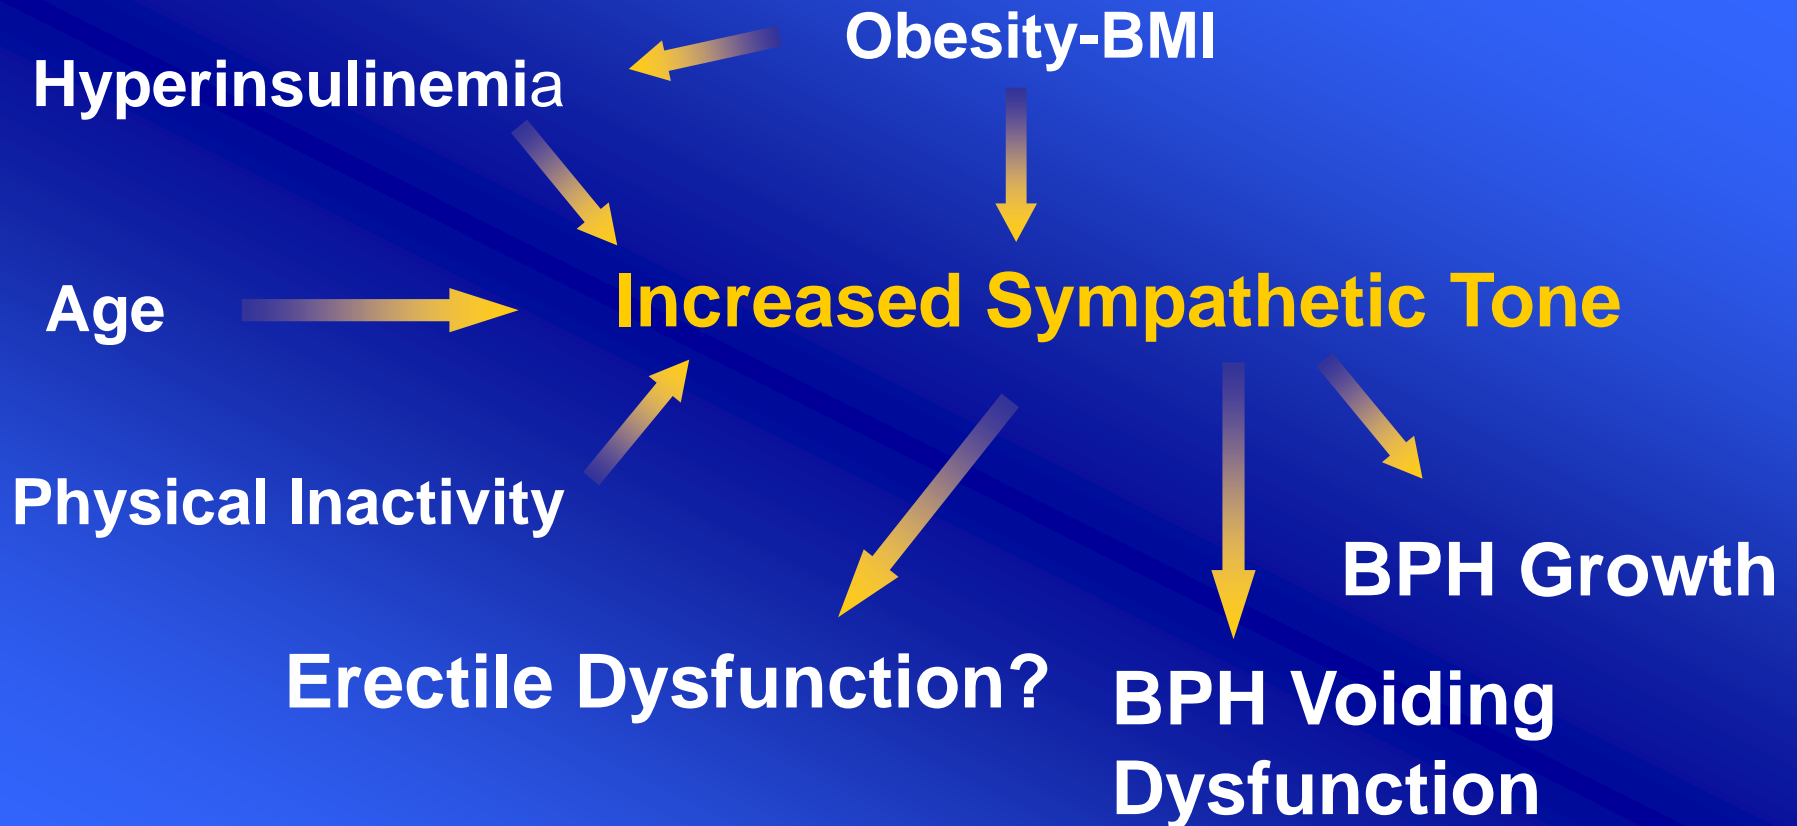 Obesity-BMI
Hyperinsulinemia
Age
Increased Sympathetic Tone
Physical Inactivity
BPH Growth
Erectile Dysfunction?
BPH Voiding
Dysfunction